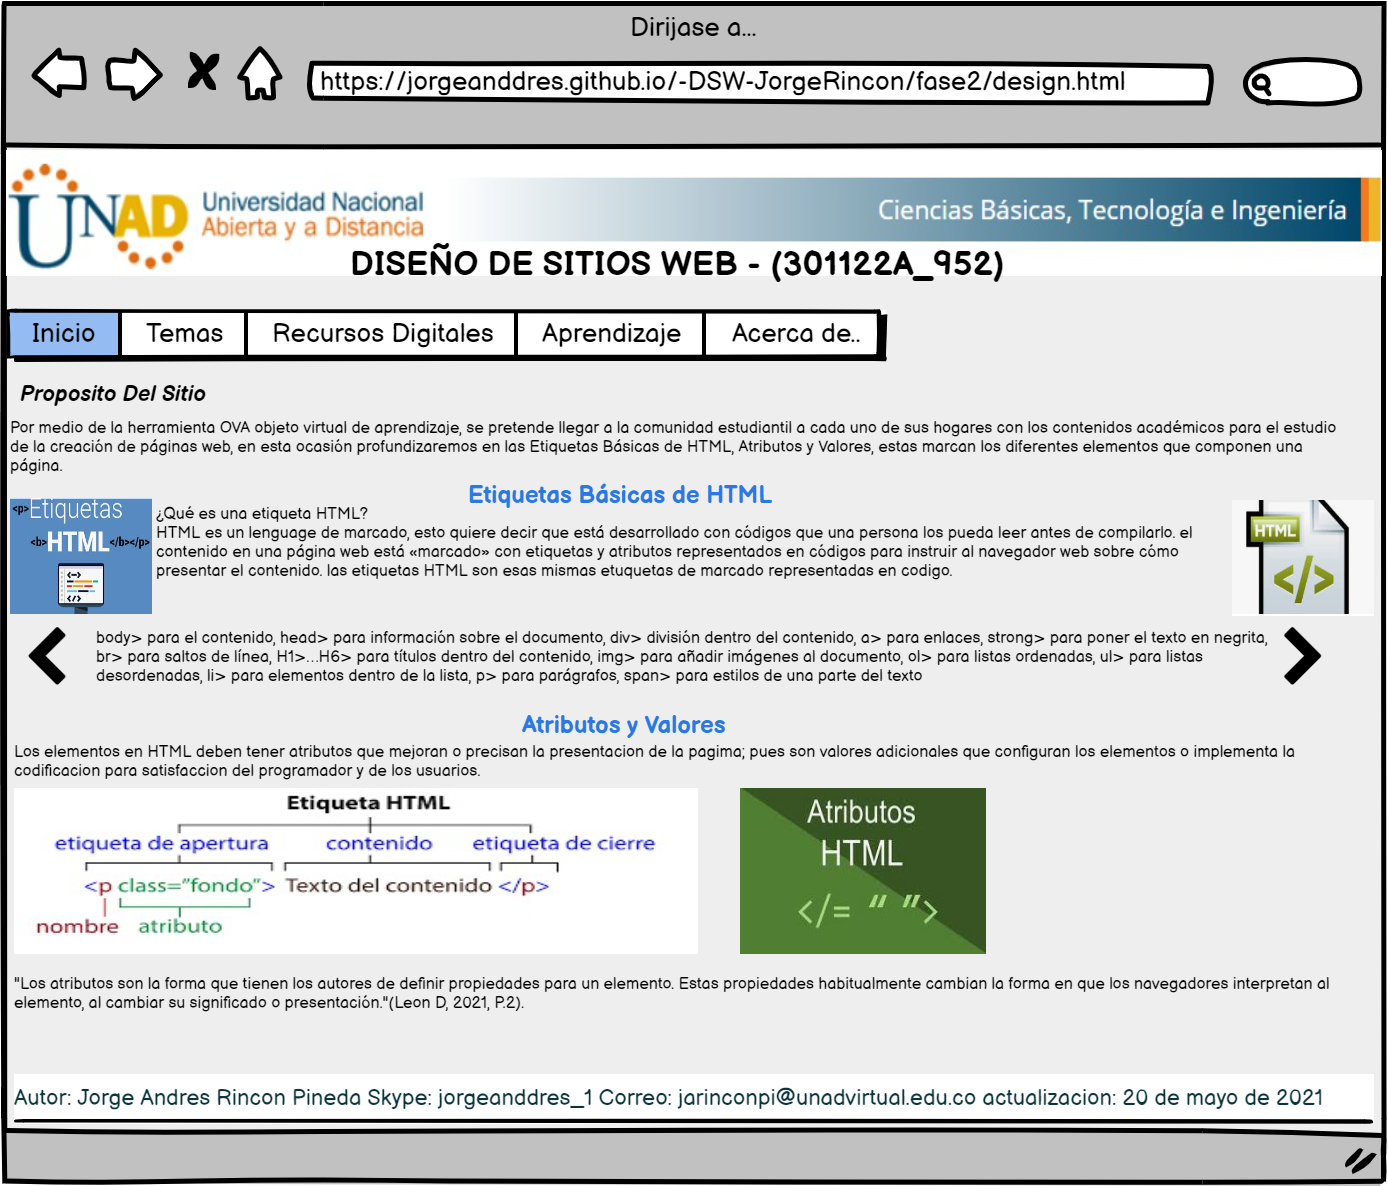 Dirijase a...
https://jorgeanddres.github.io/-DSW-JorgeRincon/fase2/design.html
UNAD
Universidad Nacional
Abierta y a Distancia
Ciencias Básicas, Tecnología e Ingeniería
DISEÑO DE SITIOS WEB - (301122A_952)
Inicio
Temas
Recursos Digitales
Aprendizaje
Acerca de..
Proposito Del Sitio
Por medio de la herramienta OVA objeto virtual de aprendizaje, se pretende llegar a la comunidad estudiantil a cada uno de sus hogares con los contenidos académicos para el estudio
de la creación de páginas web, en esta ocasión profundizaremos en las Etiquetas Básicas de HTML, Atributos y Valores, estas marcan los diferentes elementos que componen una
página.
Etiquetas Básicas de HTML
<p>Etiquetas
<b>HTML</b></p>
<-->
</>
¿Qué es una etiqueta HTML?
HTML es un lenguage de marcado, esto quiere decir que está desarrollado con códigos que una persona los pueda leer antes de compilarlo. el
contenido en una página web está «marcado» con etiquetas y atributos representados en códigos para instruir al navegador web sobre cómo
presentar el contenido. las etiquetas HTML son esas mismas etuquetas de marcado representadas en codigo.
HTML
</>
body> para el contenido, head> para información sobre el documento, div> división dentro del contenido, a> para enlaces, strong> para poner el texto en negrita,
br> para saltos de línea, H1>...H6> para títulos dentro del contenido, img> para añadir imágenes al documento, ol> para listas ordenadas, ul> para listas
desordenadas, li> para elementos dentro de la lista, p> para parágrafos, span> para estilos de una parte del texto
Atributos y Valores
Los elementos en HTML deben tener atributos que mejoran o precisan la presentacion de la pagima; pues son valores adicionales que configuran los elementos o implementa la
codificacion para satisfaccion del programador y de los usuarios.
Etiqueta HTML
etiqueta de apertura contenido etiqueta de cierre
<p class="fondo"> Texto del contenido </p>
nombre atributo
Atributos
HTML
</= “ ”>
"Los atributos son la forma que tienen los autores de definir propiedades para un elemento. Estas propiedades habitualmente cambian la forma en que los navegadores interpretan al
elemento, al cambiar su significado o presentación."(Leon D, 2021, P.2).
Autor: Jorge Andres Rincon Pineda Skype: jorgeanddres_1 Correo: jarinconpi@unadvirtual.edu.co actualizacion: 20 de mayo de 2021